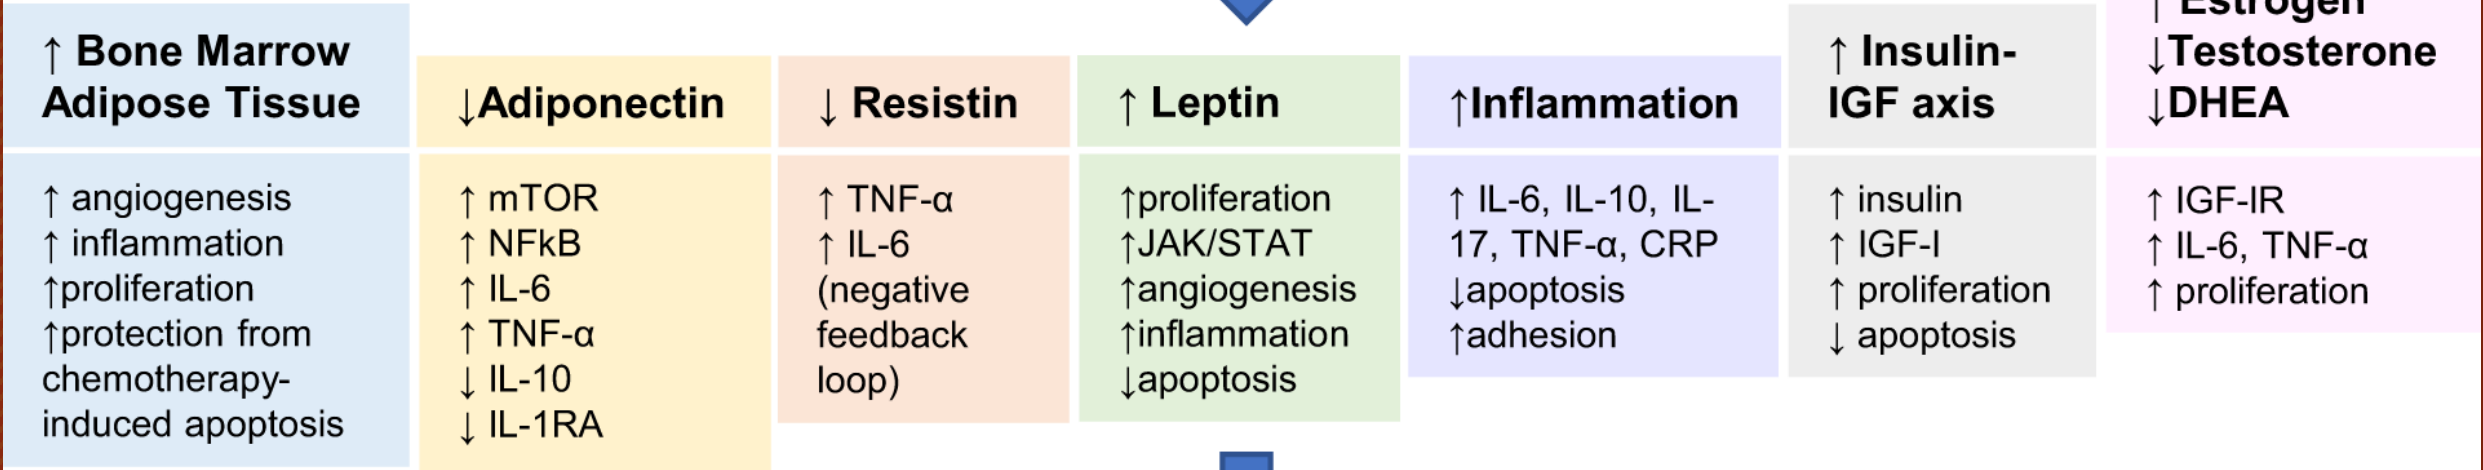 ↑ Bone Marrow
Adipose Tissue
↑ angiogenesis
↑ inflammation
↑proliferation
↑protection from
chemotherapy-
induced apoptosis
↓Adiponectin
↑ mTOR
↑ NFkB
↑ IL-6
↑ TNF-α
↓ IL-10
↓ IL-1RA
↓ Resistin
↑ TNF-α
↑ IL-6
(negative
feedback
loop)
↑ Leptin
↑proliferation
↑JAK/STAT
↑angiogenesis
↑inflammation
↓apoptosis
↑Inflammation
↑ IL-6, IL-10, IL-
17, TNF-α, CRP
↓apoptosis
↑adhesion
↑ Insulin-
IGF axis
↑ insulin
↑ IGF-I
↑ proliferation
↓ apoptosis
↑ Estrogen
↓Testosterone
↓DHEA
↑ IGF-IR
↑ IL-6, TNF-α
↑ proliferation